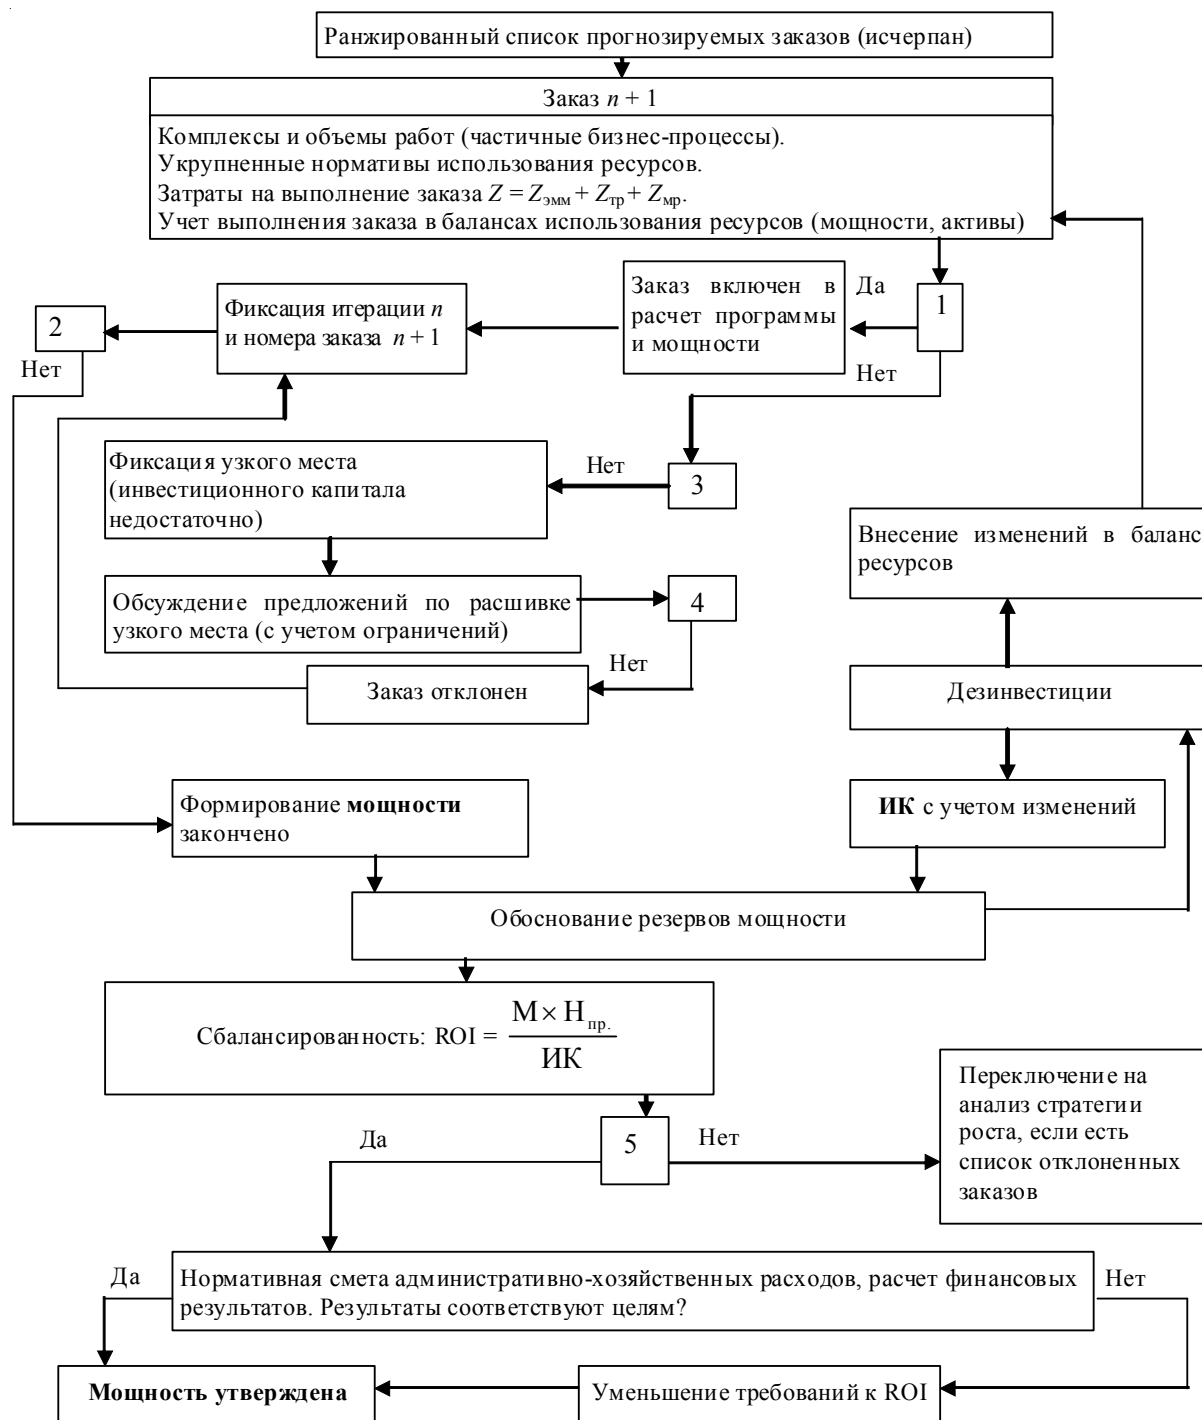 Ранжированный список прогнозируемых заказов (исчерпан)
Заказ n + 1
Комплексы и объемы работ (частичные бизнес-процессы).
Укрупненные нормативы использования ресурсов.
Затраты на выполнение заказа Z = Zэмм + Zтр + Zмр.
Учет выполнения заказа в балансах использования ресурсов (мощности, активы)
Заказ включен в
расчет программы
и мощности
Да
1
Нет
Фиксация итерации n
и номера заказа n + 1
2
Нет
Фиксация узкого места
(инвестиционного капитала
недостаточно)
Нет
3
Обсуждение предложений по расшивке
узкого места (с учетом ограничений)
4
Нет
Заказ отклонен
Внесение изменений в баланс
ресурсов
Дезинвестиции
ИК с учетом изменений
Формирование мощности
закончено
Обоснование резервов мощности
Сбалансированность: ROI = М × Нпр. / ИК
Да
5
Нет
Переключение на
анализ стратегии
роста, если есть
список отклоненных
заказов
Да
Нормативная смета административно-хозяйственных расходов, расчет финансовых
результатов. Результаты соответствуют целям?
Нет
Мощность утверждена
Уменьшение требований к ROI